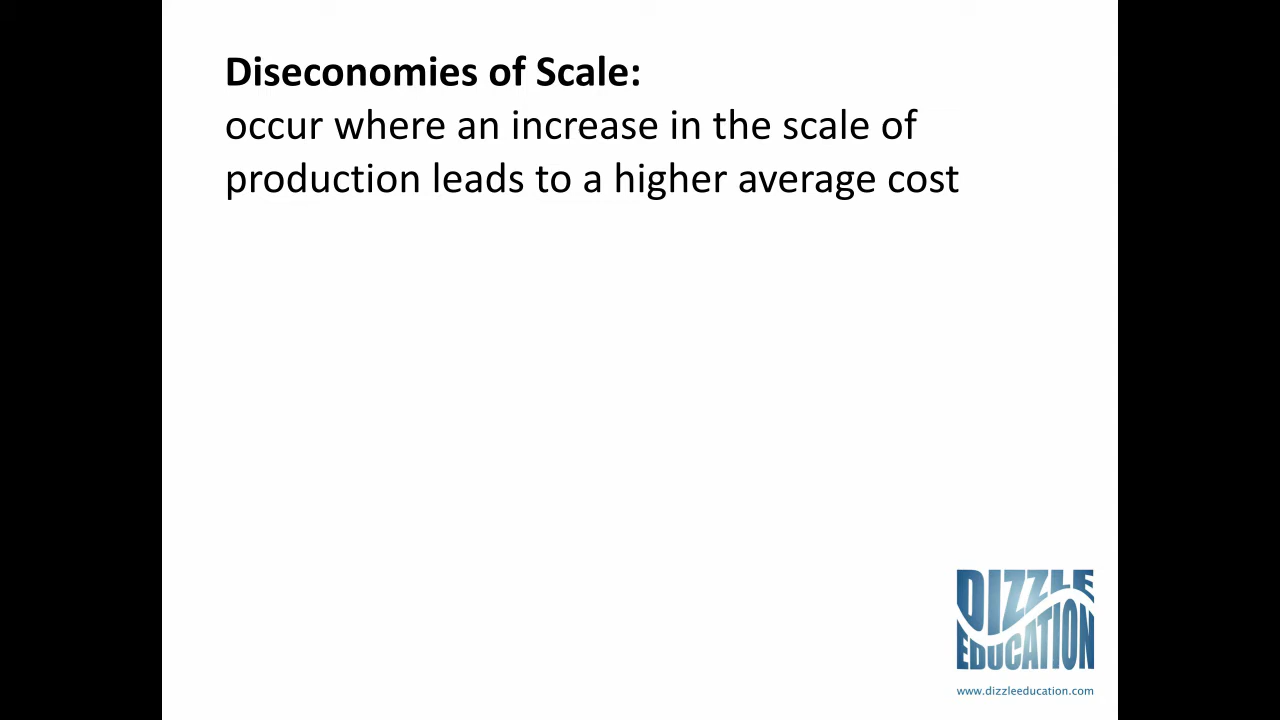 Diseconomies of Scale:
occur where an increase in the scale of
production leads to a higher average cost
DIZZLE
EDUCATION
www.dizzleeducation.com